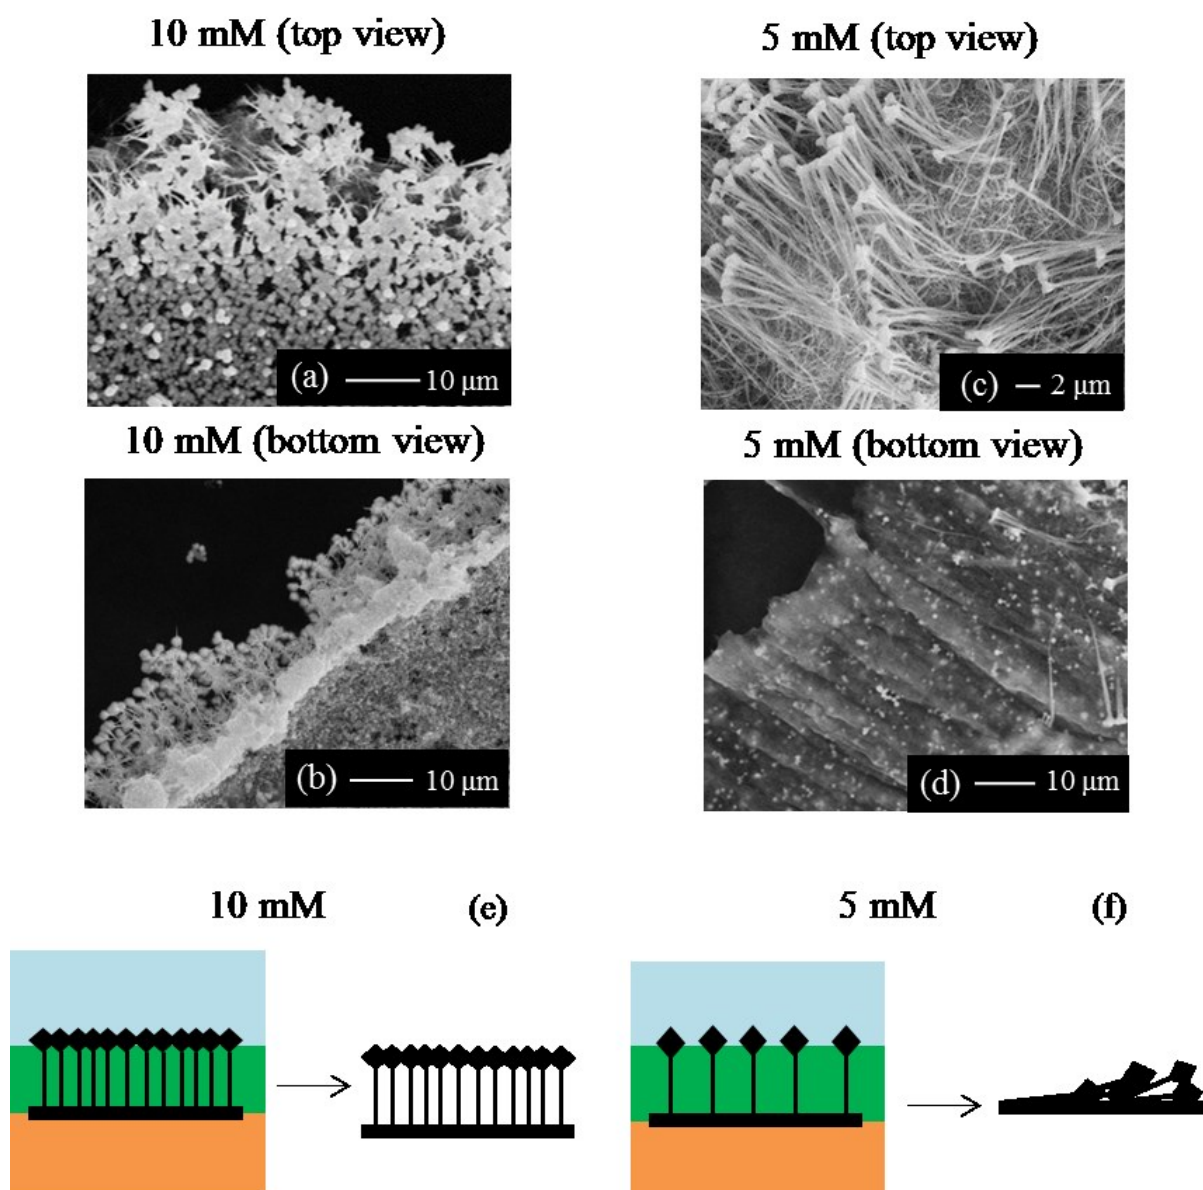 10 mM (top view)
5 mM (top view)
(a) 10 µm
(c) 2 µm
10 mM (bottom view)
5 mM (bottom view)
(b) 10 µm
(d) 10 µm
10 mM (e)
5 mM (f)